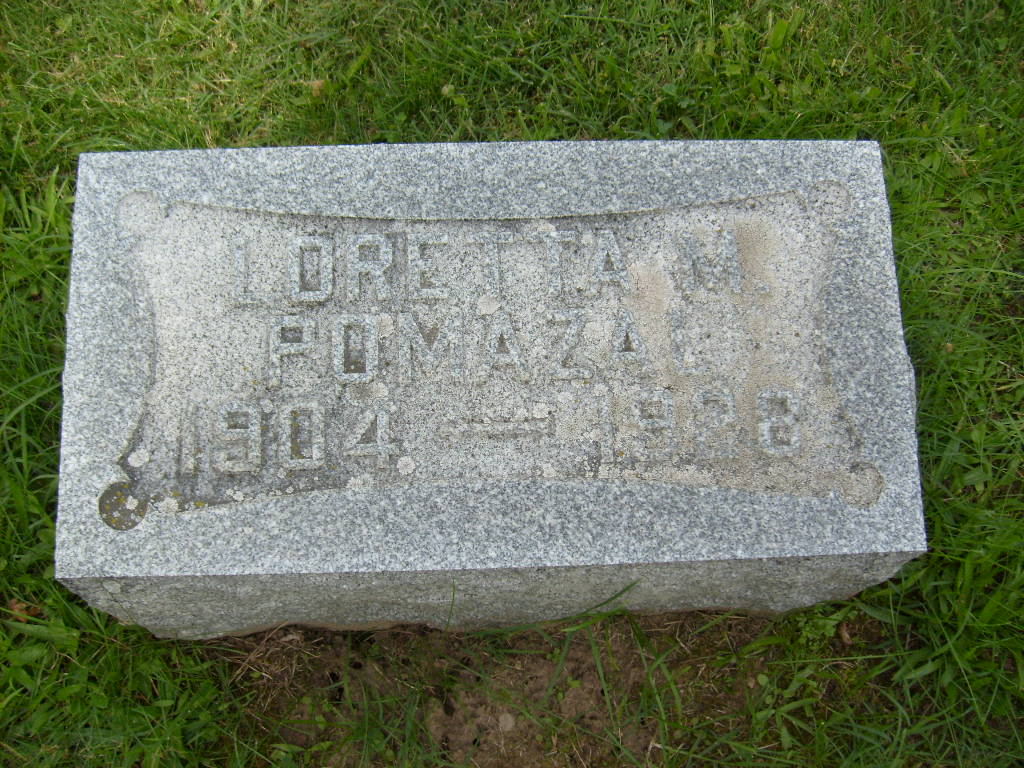 LORETTA M.
POMAZAL
1904 — 1928